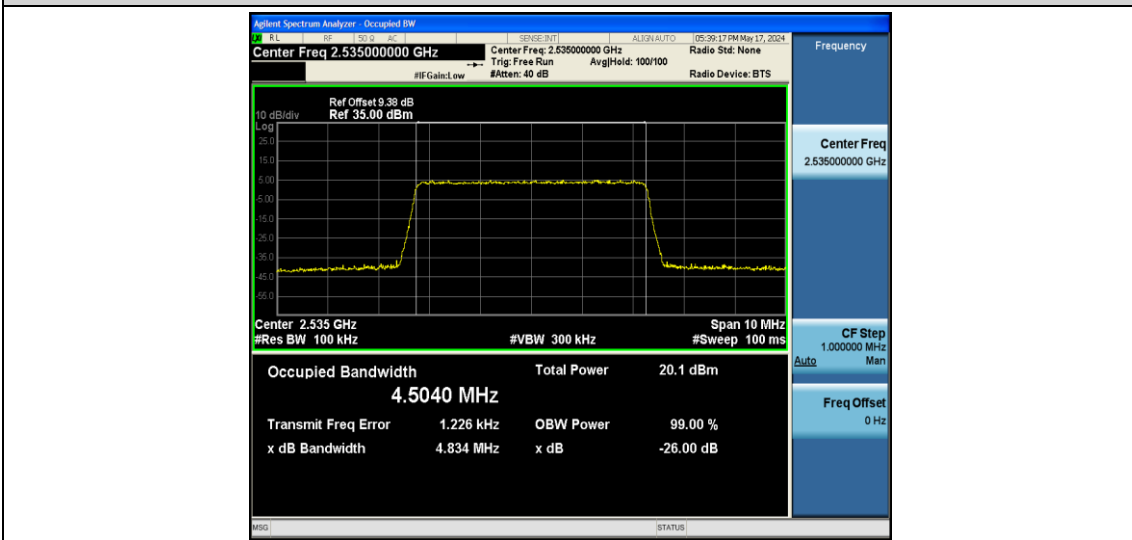 Agilent Spectrum Analyzer - Occupied BW
RL RF 50 Ω AC SENSE:INT ALIGNAUTO 05:39:17 PM May 17, 2024
Center Freq 2.535000000 GHz
Center Freq: 2.535000000 GHz Radio Std: None
Trig: Free Run Avg|Hold: 100/100
#IFGain:Low #Atten: 40 dB Radio Device: BTS
Frequency
Ref Offset 9.38 dB
10 dB/div Ref 35.00 dBm
Log
25.0
15.0
5.00
-5.00
-15.0
-25.0
-35.0
-45.0
-55.0
Center Freq
2.535000000 GHz
Center 2.535 GHz Span 10 MHz
#Res BW 100 kHz #VBW 300 kHz #Sweep 100 ms
CF Step
1.000000 MHz
Auto Man
Occupied Bandwidth Total Power 20.1 dBm
4.5040 MHz
Transmit Freq Error 1.226 kHz OBW Power 99.00 %
x dB Bandwidth 4.834 MHz x dB -26.00 dB
Freq Offset
0 Hz
MSG STATUS